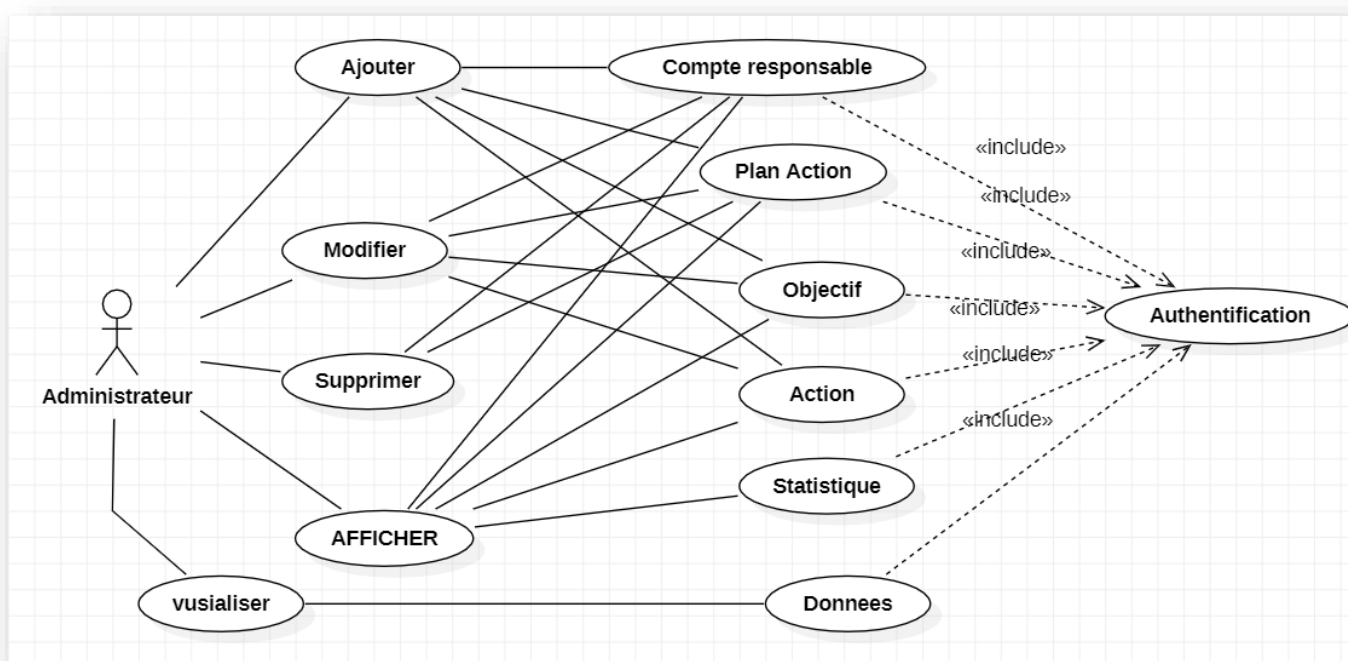 Ajouter
Compte responsable
«include»
Plan Action
«include»
Modifier
«include»
Objectif
«include»
Authentification
«include»
Supprimer
Administrateur
Action
«include»
Statistique
AFFICHER
vusialiser
Donnees